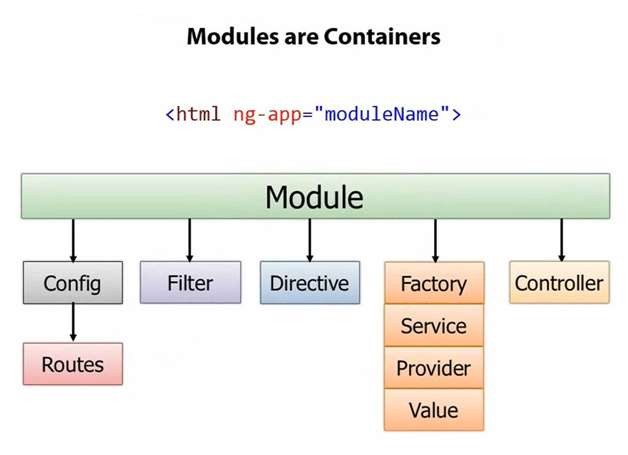 Modules are Containers
<html ng-app="moduleName">
Module
Config
Filter
Directive
Factory
Controller
Service
Routes
Provider
Value